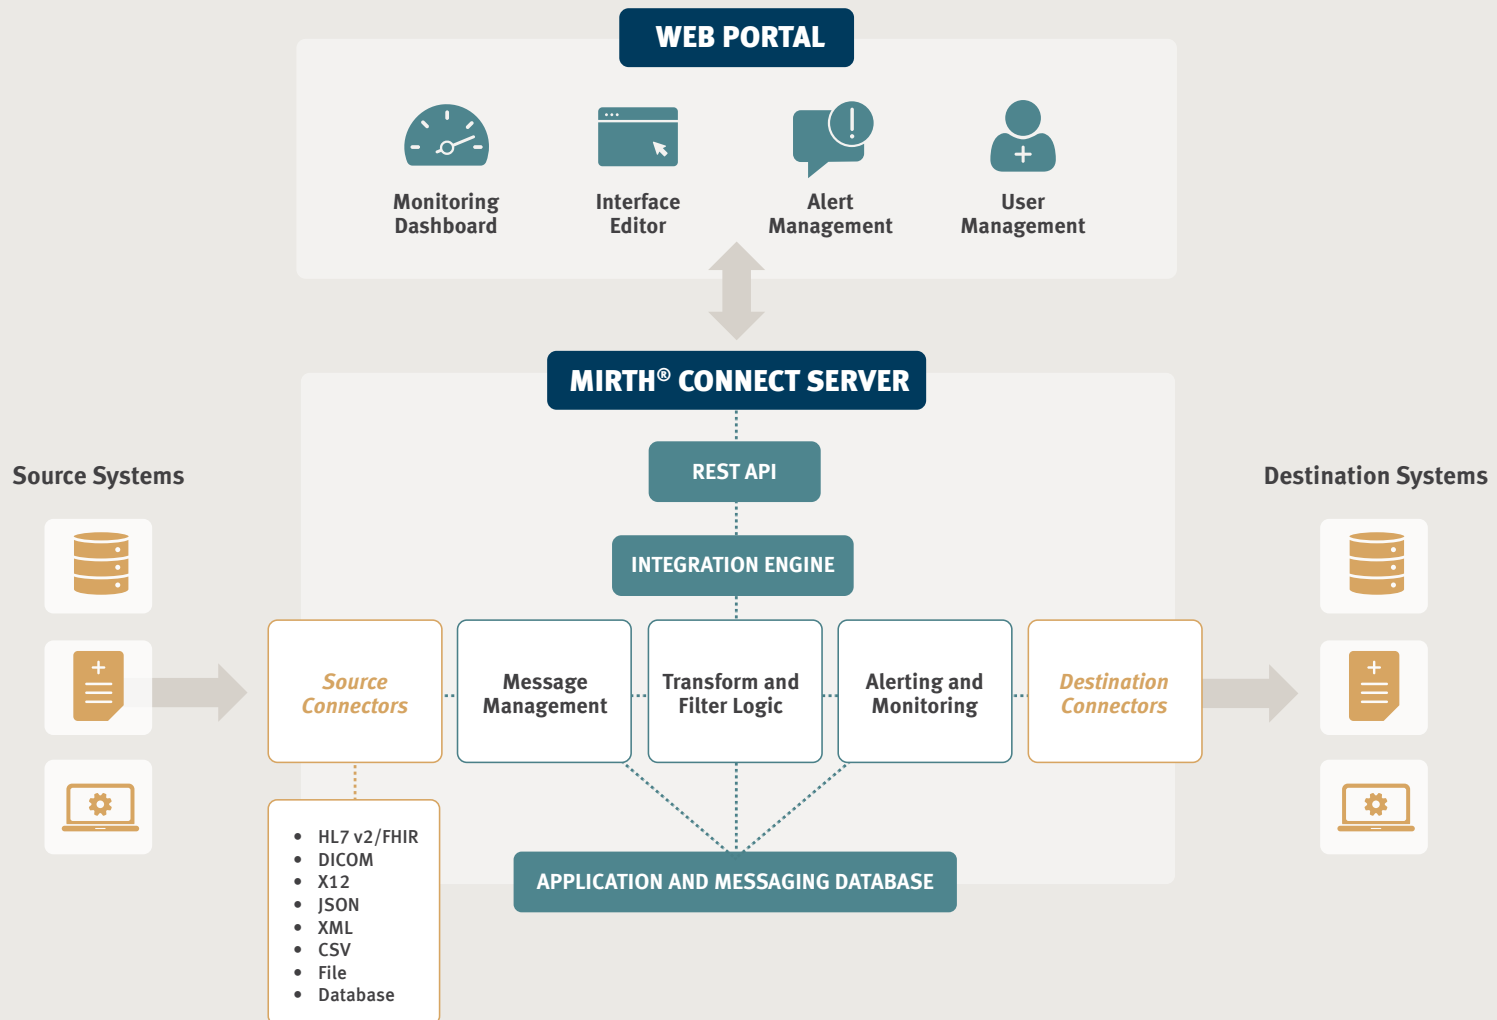 WEB PORTAL
Monitoring
Dashboard
Interface
Editor
Alert
Management
User
Management
MIRTH® CONNECT SERVER
REST API
INTEGRATION ENGINE
Source Systems
Destination Systems
Source
Connectors
Message
Management
Transform and
Filter Logic
Alerting and
Monitoring
Destination
Connectors
• HL7 v2/FHIR
• DICOM
• X12
• JSON
• XML
• CSV
• File
• Database
APPLICATION AND MESSAGING DATABASE